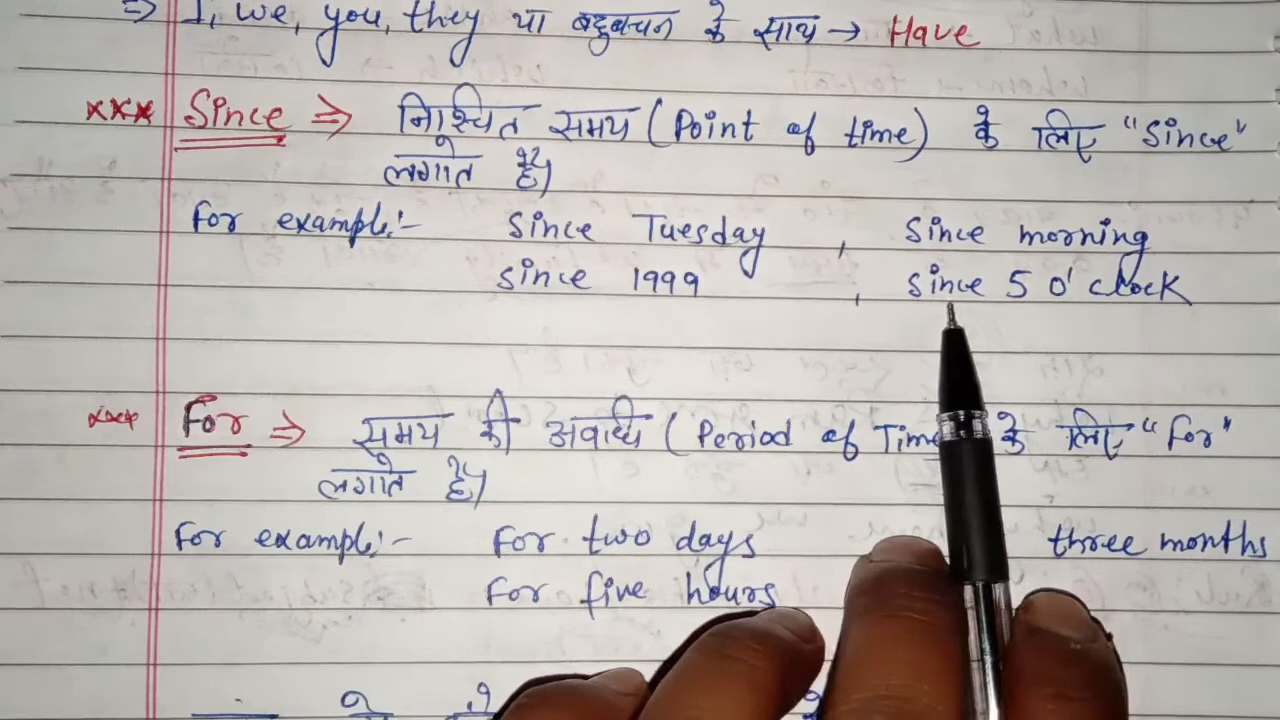 ⇒ I, we, you, they या बहुबचन के साथ → Have
*** Since ⇒ निश्चित समय (Point of time) के लिए "Since"
लगाते हैं।
For example:- Since Tuesday , Since morning
Since 1999 , Since 5 o'clock
*** For ⇒ समय की अवधि (Period of Time के लिए "for"
लगाते हैं।
For example:- For two days three months
For five hours